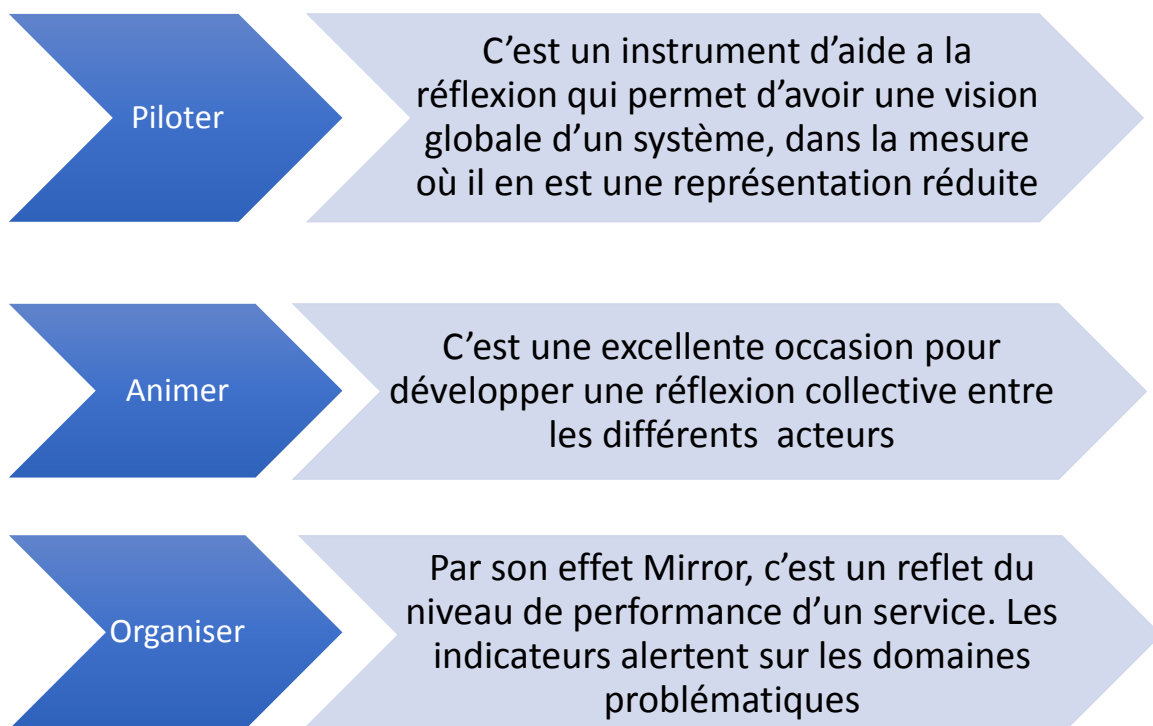 Piloter
C’est un instrument d’aide a la
réflexion qui permet d’avoir une vision
globale d’un système, dans la mesure
où il en est une représentation réduite
Animer
C’est une excellente occasion pour
développer une réflexion collective entre
les différents  acteurs
Organiser
Par son effet Mirror, c’est un reflet du
niveau de performance d’un service. Les
indicateurs alertent sur les domaines
problématiques